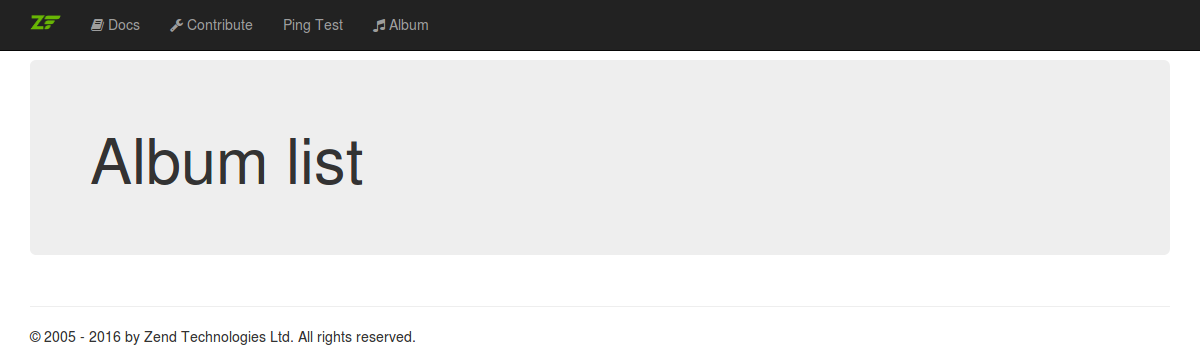 ZF Docs Contribute Ping Test Album
Album list
© 2005 - 2016 by Zend Technologies Ltd. All rights reserved.